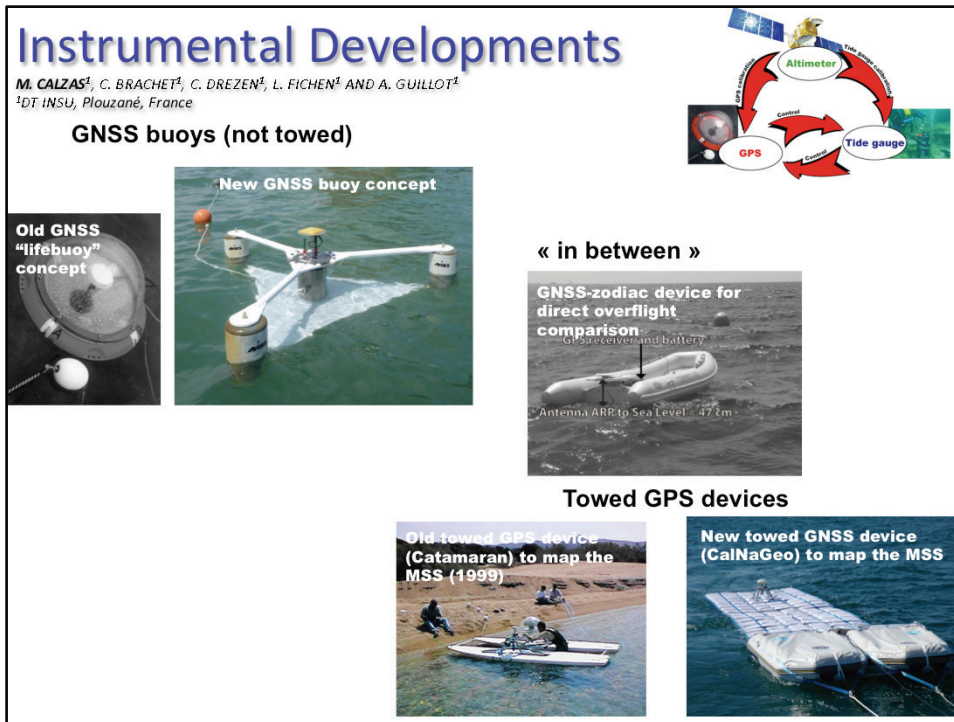 Instrumental Developments
M. CALZAS¹, C. BRACHET¹, C. DREZEN¹, L. FICHEN¹ AND A. GUILLOT¹
¹DT INSU, Plouzané, France
Altimeter
GPS calibration
Tide gauge calibration
Control
GPS
Tide gauge
Control
GNSS buoys (not towed)
New GNSS buoy concept
Old GNSS
“lifebuoy”
concept
« in between »
GNSS-zodiac device for
direct overflight
comparison
GPS receiver and battery
Antenna ARP to Sea Level = 47 cm
Towed GPS devices
Old towed GPS device
(Catamaran) to map the
MSS (1999)
New towed GNSS device
(CalNaGeo) to map the MSS